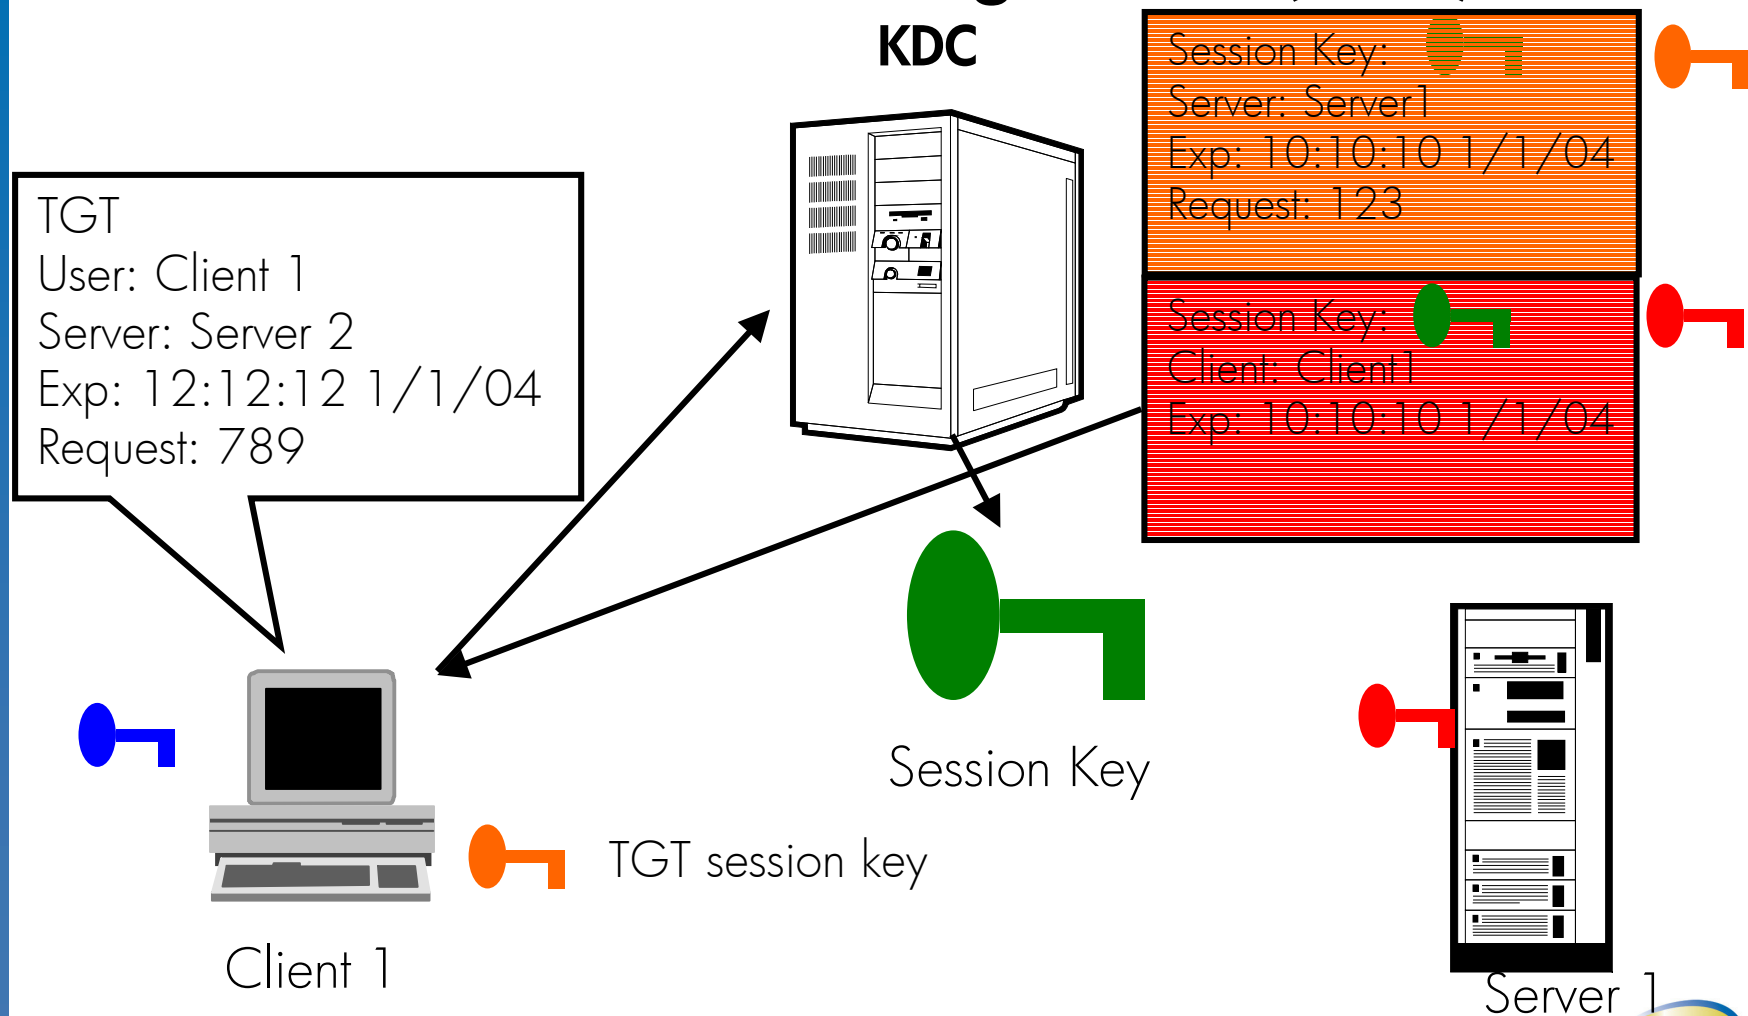 KDC
Session Key:
Server: Server1
Exp: 10:10:10 1/1/04
Request: 123
TGT
User: Client 1
Server: Server 2
Exp: 12:12:12 1/1/04
Request: 789
Session Key:
Client: Client1
Exp: 10:10:10 1/1/04
Session Key
TGT session key
Client 1
Server 1